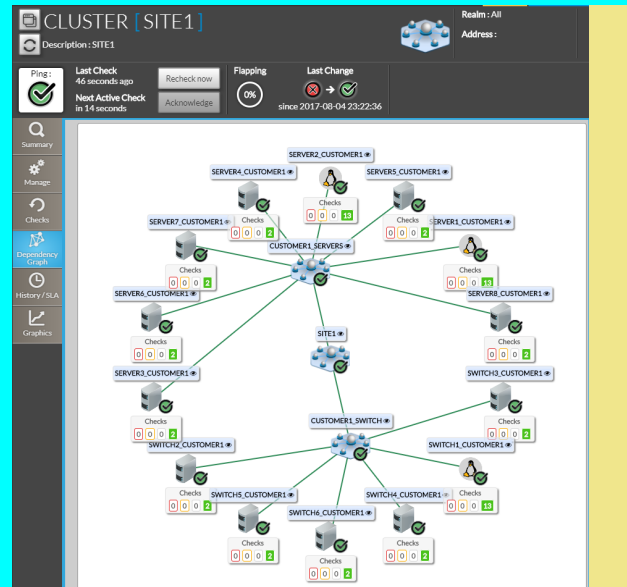 CLUSTER [SITE1]
Description : SITE1
Realm : All
Address :
Ping :
Last Check
46 seconds ago
Next Active Check
in 14 seconds
Recheck now
Acknowledge
Flapping
0%
Last Change
since 2017-08-04 23:22:36
Summary
Manage
Checks
Dependency
Graph
History / SLA
Graphics
SERVER2_CUSTOMER1
SERVER4_CUSTOMER1
SERVER5_CUSTOMER1
Checks
0 0 0 13
SERVER7_CUSTOMER1
Checks
0 0 0 2
Checks
0 0 0 2
SERVER1_CUSTOMER1
CUSTOMER1_SERVERS
Checks
0 0 0 2
Checks
0 0 0 13
SERVER6_CUSTOMER1
SERVER8_CUSTOMER1
SITE1
Checks
0 0 0 2
Checks
0 0 0 2
SERVER3_CUSTOMER1
SWITCH3_CUSTOMER1
CUSTOMER1_SWITCH
Checks
0 0 0 2
Checks
0 0 0 2
SWITCH2_CUSTOMER1
SWITCH1_CUSTOMER1
Checks
0 0 0 2
SWITCH5_CUSTOMER1
SWITCH4_CUSTOMER1
Checks
0 0 0 13
SWITCH6_CUSTOMER1
Checks
0 0 0 2
Checks
0 0 0 2
Checks
0 0 0 2